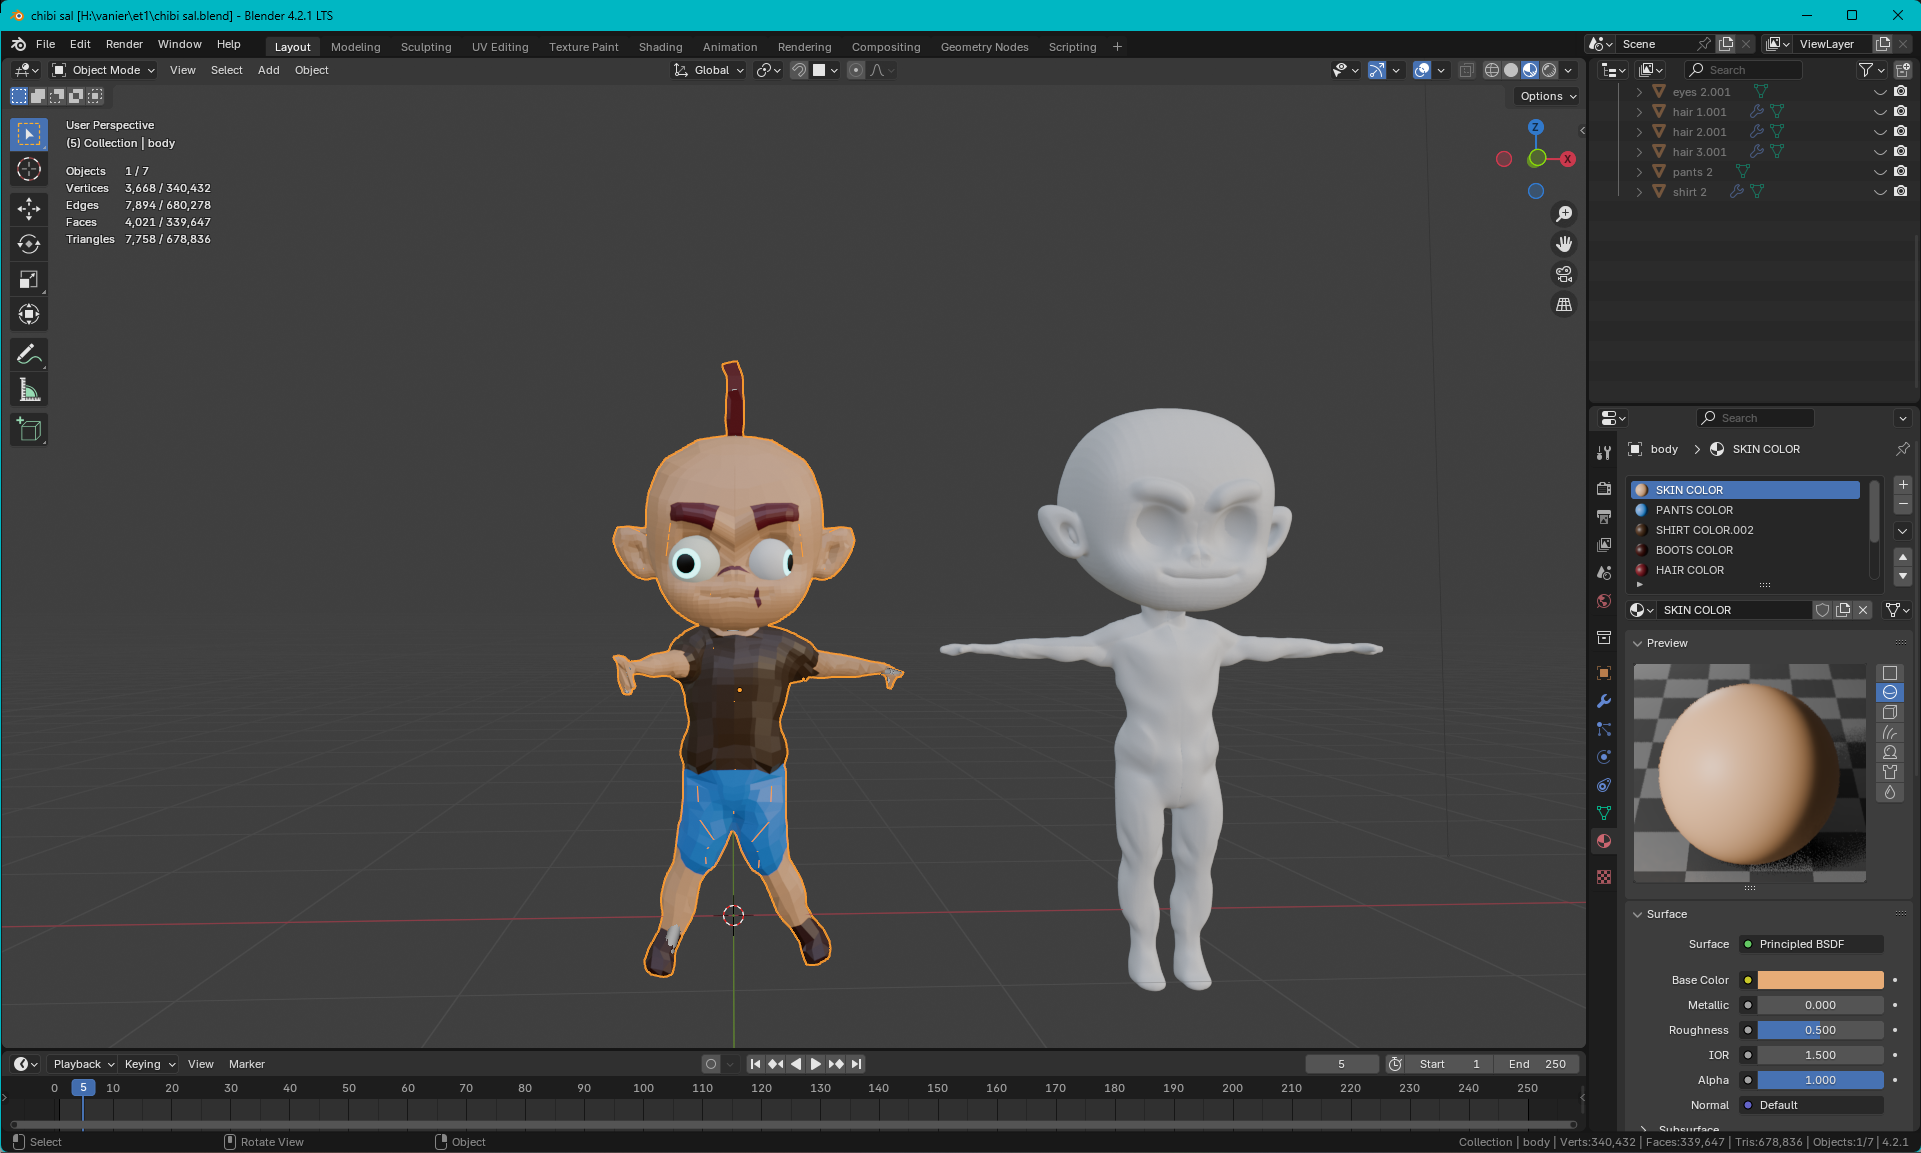 chibi sal [H:\vanier\et1\chibi sal.blend] - Blender 4.2.1 LTS
File Edit Render Window Help
Layout Modeling Sculpting UV Editing Texture Paint Shading Animation Rendering Compositing Geometry Nodes Scripting +
Scene ViewLayer
Object Mode View Select Add Object Global
Search
Options
User Perspective
(5) Collection | body
Objects 1 / 7
Vertices 3,668 / 340,432
Edges 7,894 / 680,278
Faces 4,021 / 339,647
Triangles 7,758 / 678,836
Z
X
eyes 2.001
hair 1.001
hair 2.001
hair 3.001
pants 2
shirt 2
Search
body > SKIN COLOR
SKIN COLOR
PANTS COLOR
SHIRT COLOR.002
BOOTS COLOR
HAIR COLOR
SKIN COLOR
Preview
Surface
Surface Principled BSDF
Base Color
Metallic 0.000
Roughness 0.500
IOR 1.500
Alpha 1.000
Normal Default
Subsurface
Playback Keying View Marker
5 Start 1 End 250
0 5 10 20 30 40 50 60 70 80 90 100 110 120 130 140 150 160 170 180 190 200 210 220 230 240 250
Select Rotate View Object
Collection | body | Verts:340,432 | Faces:339,647 | Tris:678,836 | Objects:1/7 | 4.2.1